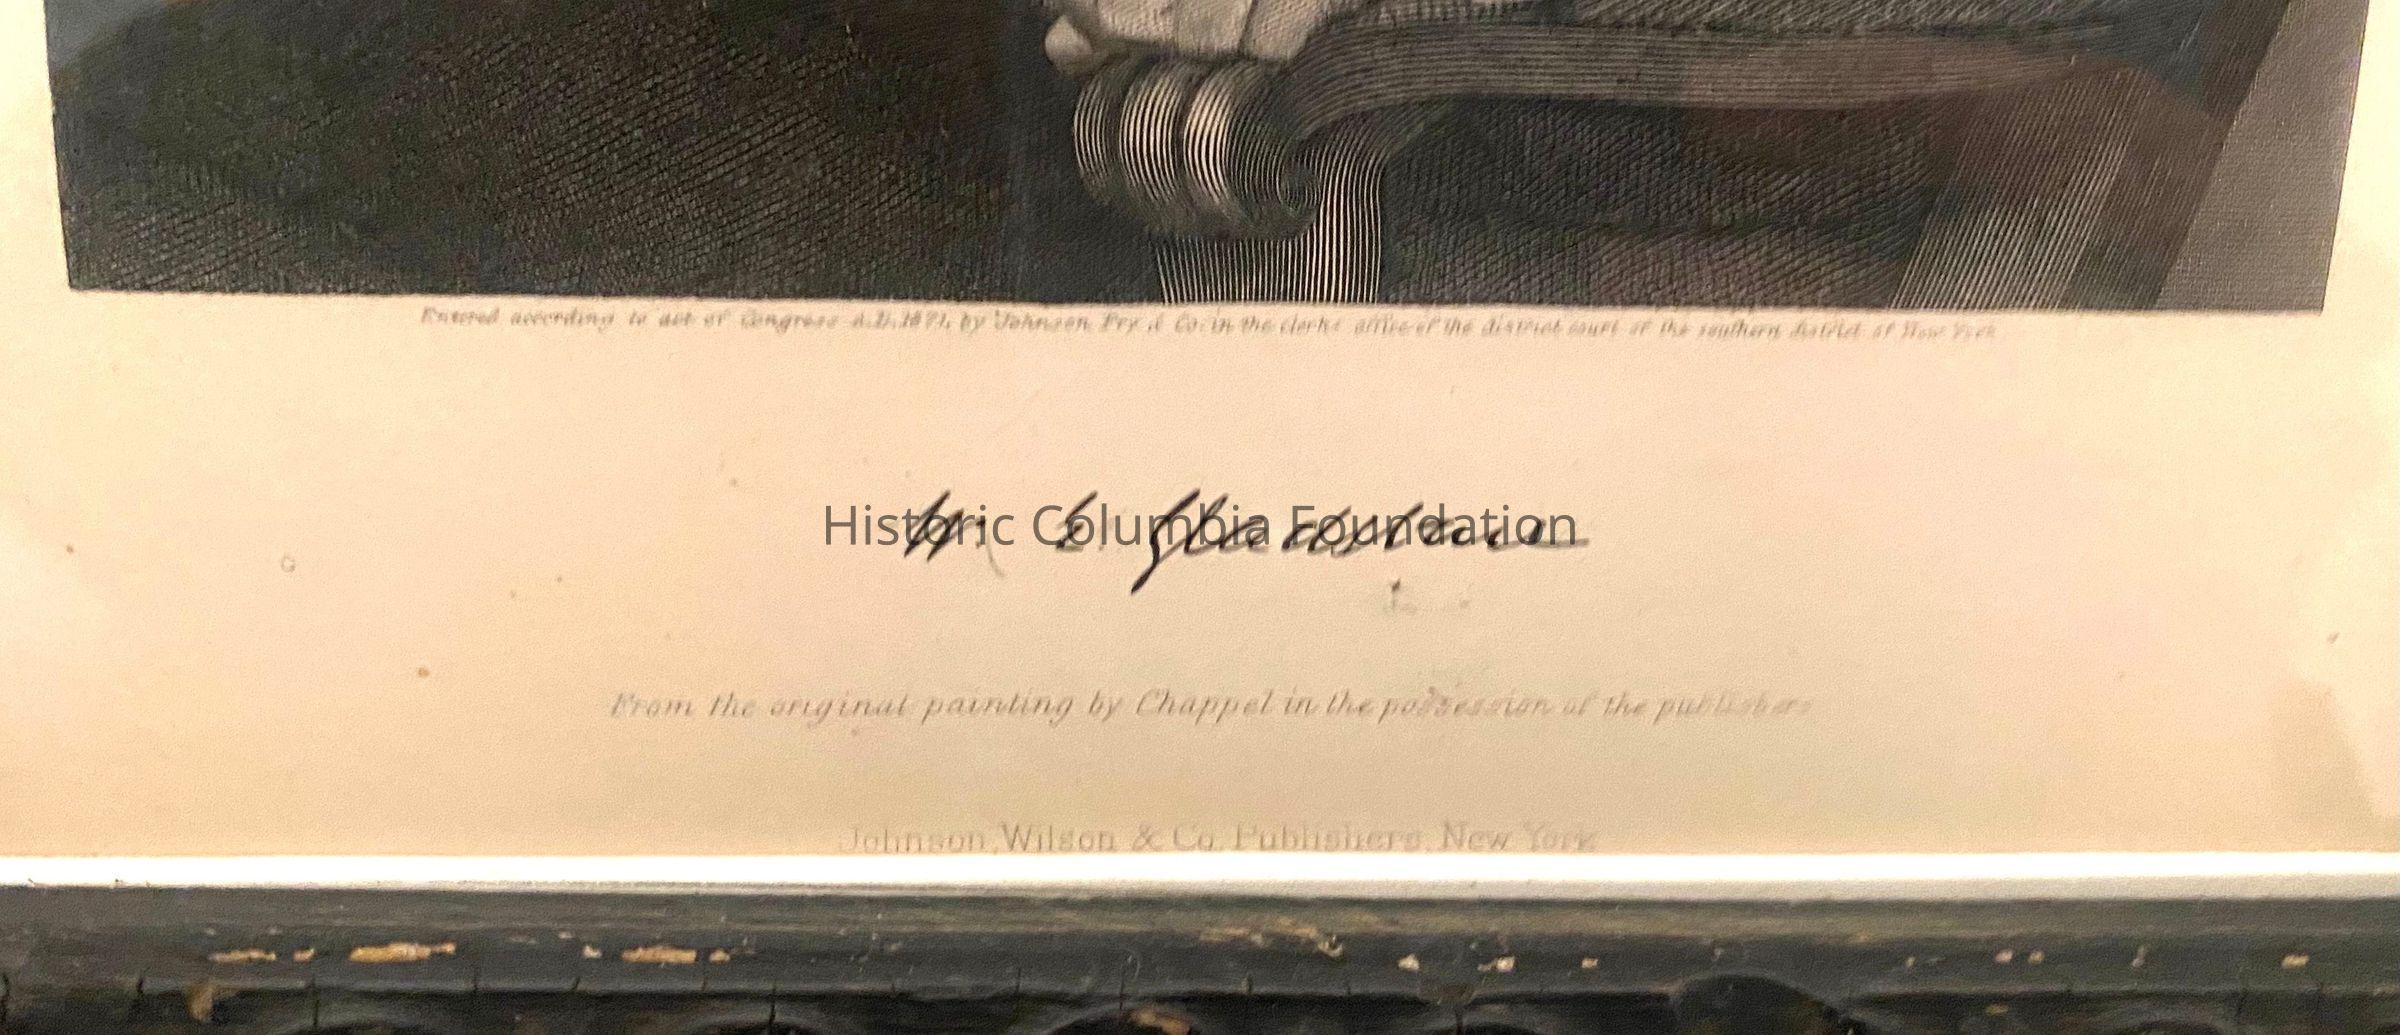 Entered according to act of Congress A.D. 1871, by Johnson Fry & Co. in the clerks office of the district court of the southern district of New York
W. E. Gladstone
Historic Columbia Foundation
From the original painting by Chappel in the possession of the publishers
Johnson, Wilson & Co. Publishers, New York